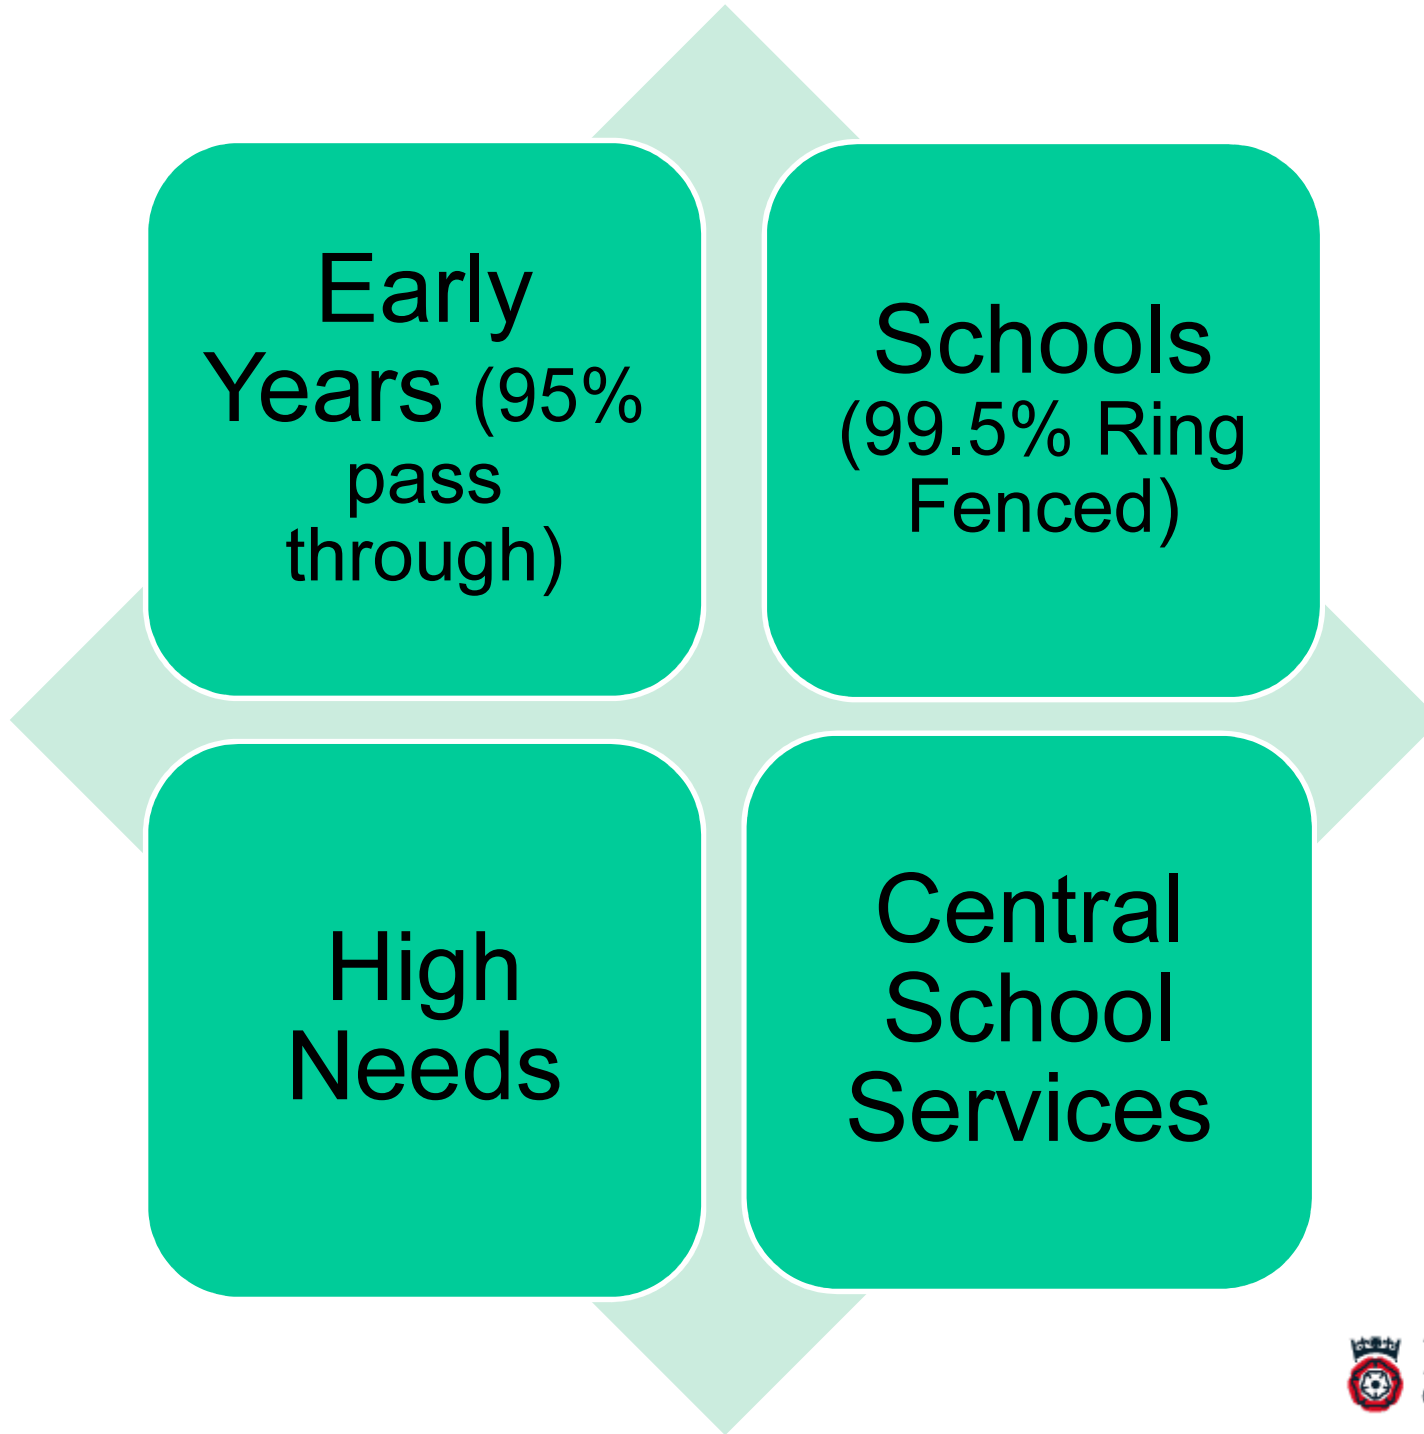 Early
Years (95%
pass
through)
Schools
(99.5% Ring
Fenced)
High
Needs
Central
School
Services